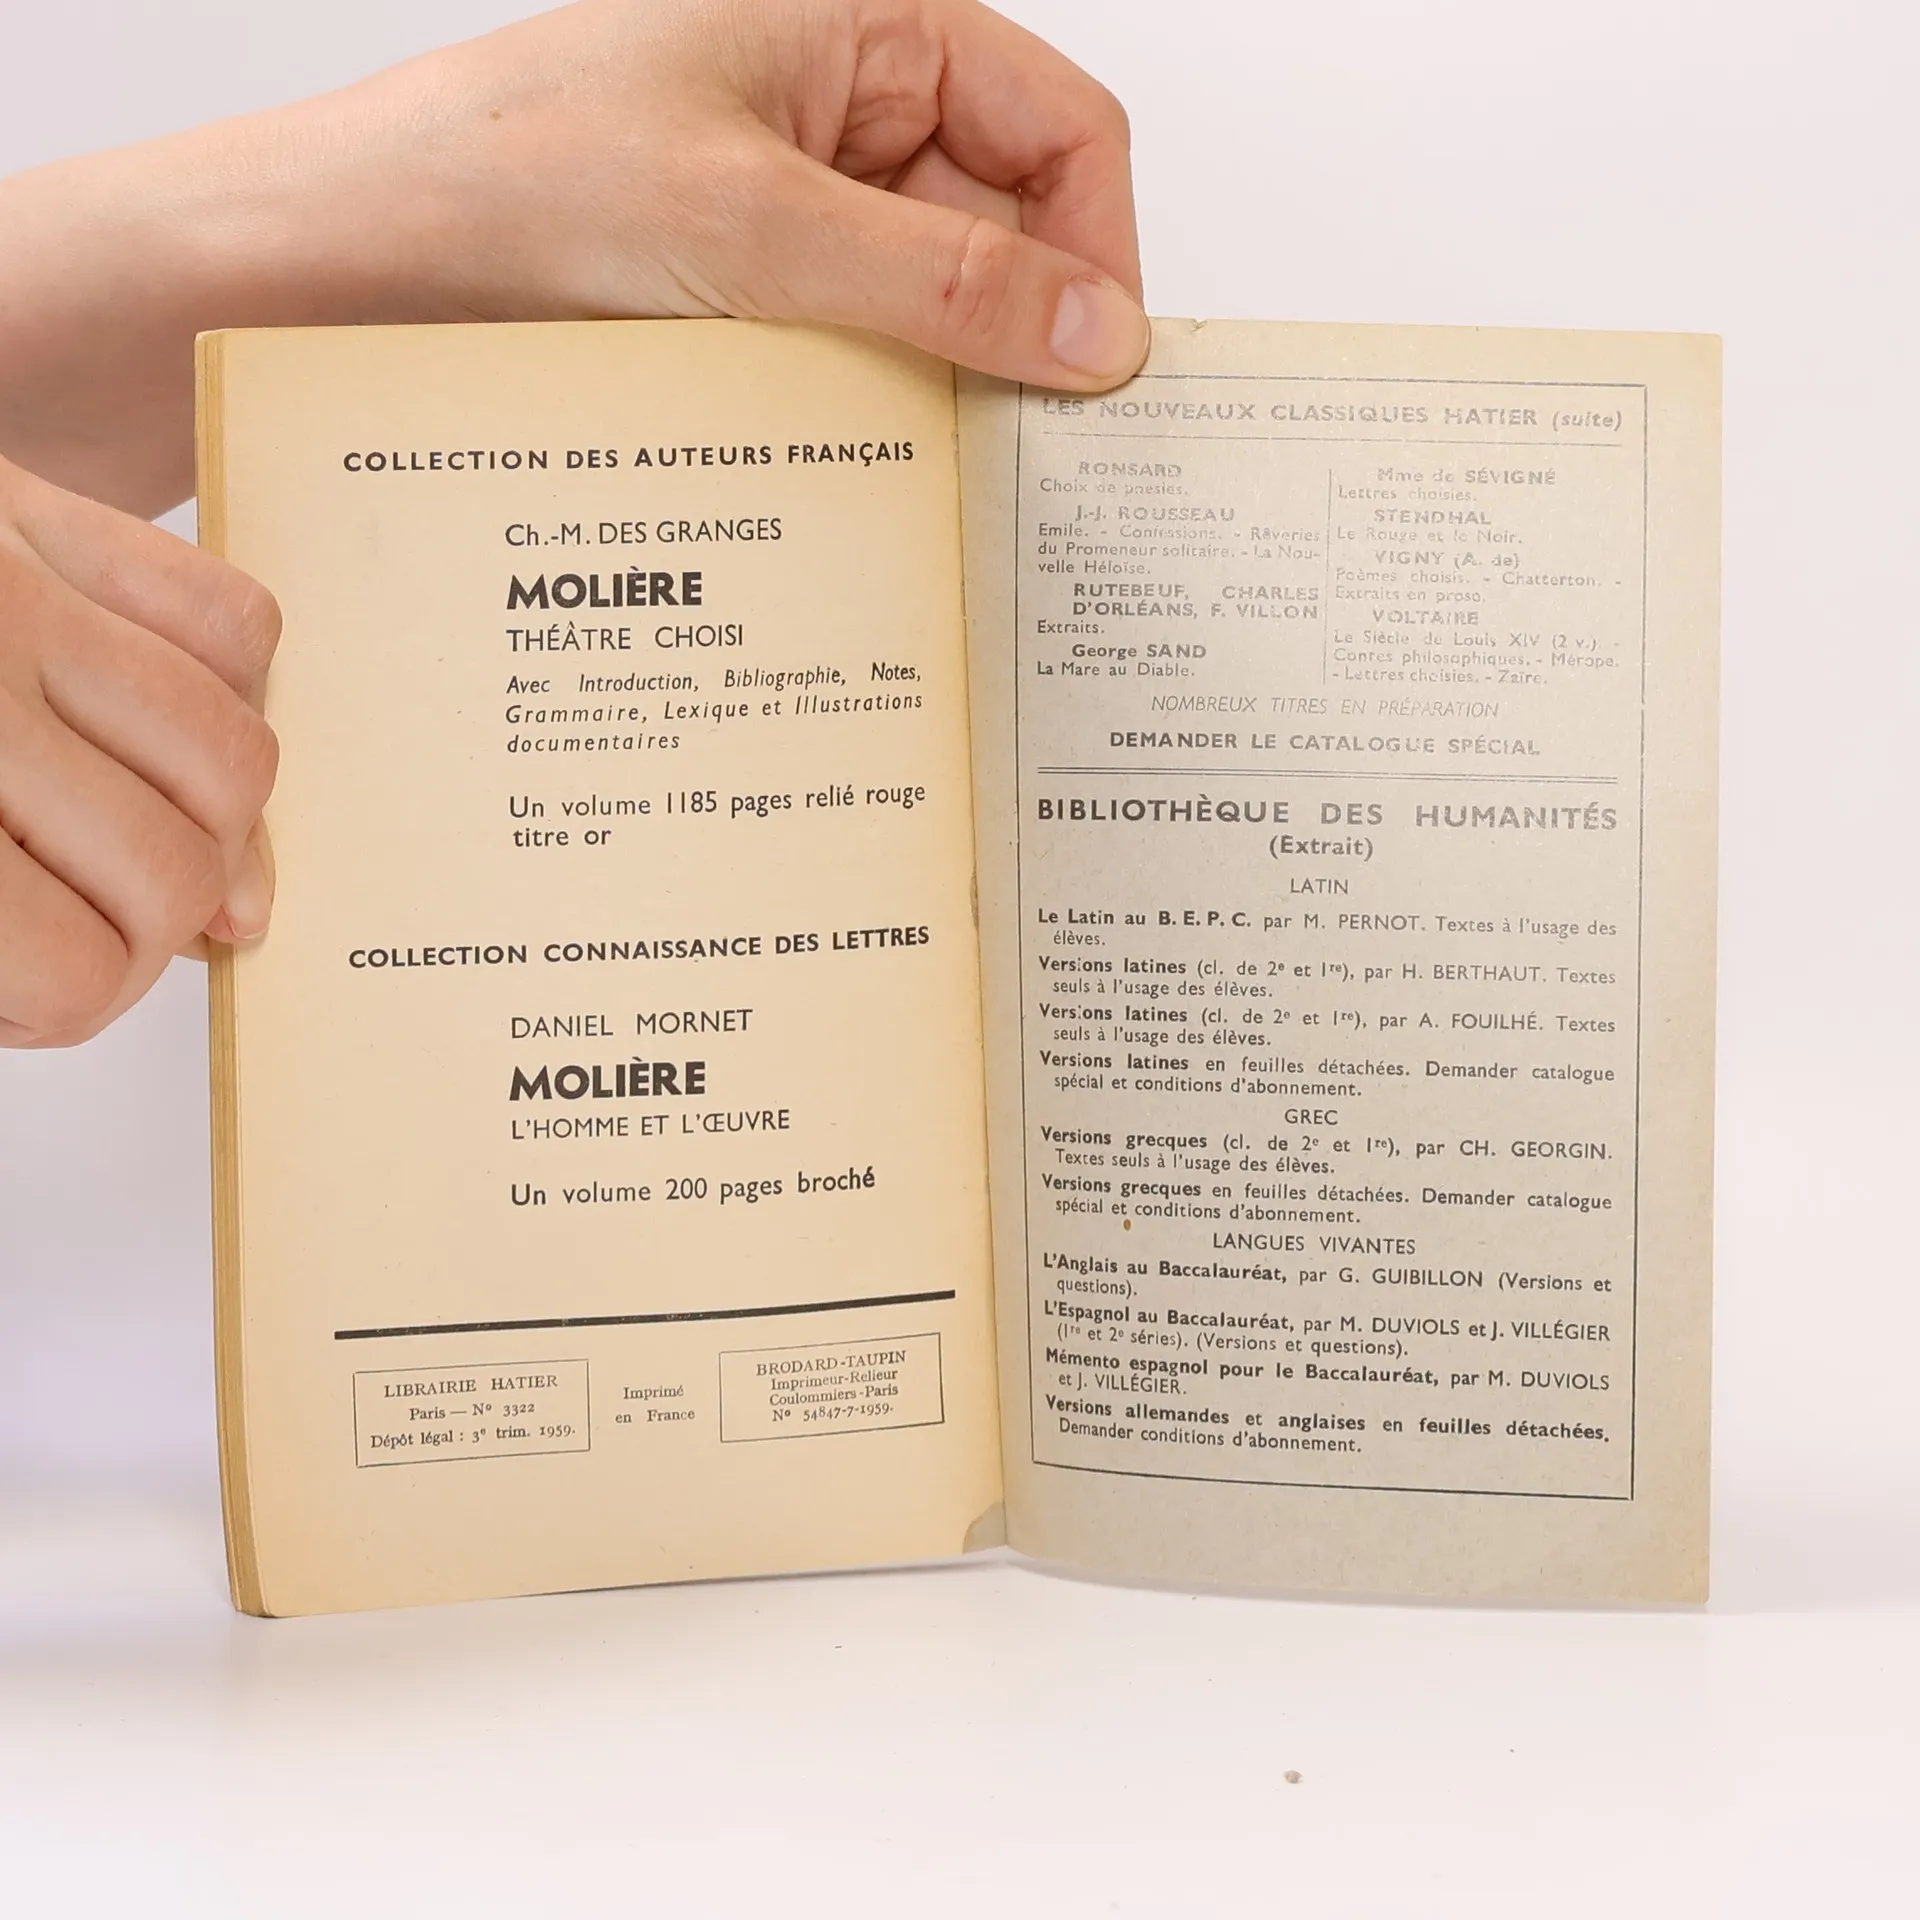 COLLECTION DES AUTEURS FRANÇAIS
Ch.-M. DES GRANGES
MOLIÈRE
THÉÂTRE CHOISI
Avec Introduction, Bibliographie, Notes,
Grammaire, Lexique et Illustrations
documentaires
Un volume 1185 pages relié rouge
titre or
COLLECTION CONNAISSANCE DES LETTRES
DANIEL MORNET
MOLIÈRE
L'HOMME ET L'ŒUVRE
Un volume 200 pages broché
LIBRAIRIE HATIER
Paris — Nº 3322
Dépôt légal : 3e trim. 1959.
Imprimé
en France
BRODARD-TAUPIN
Imprimeur-Relieur
Coulommiers-Paris
Nº 54847-7-1959.
LES NOUVEAUX CLASSIQUES HATIER (suite)
RONSARD
Choix de poésies.
J.-J. ROUSSEAU
Emile. - Confessions. - Rêveries
du Promeneur solitaire. - La Nou-
velle Héloïse.
RUTEBEUF, CHARLES
D'ORLÉANS, F. VILLON
Extraits.
George SAND
La Mare au Diable.
Mme de SÉVIGNÉ
Lettres choisies.
STENDHAL
Le Rouge et le Noir.
VIGNY (A. de)
Poèmes choisis. - Chatterton. -
Extraits en prose.
VOLTAIRE
Le Siècle de Louis XIV (2 v.). -
Contes philosophiques. - Mérope.
- Lettres choisies. - Zaïre.
NOMBREUX TITRES EN PRÉPARATION
DEMANDER LE CATALOGUE SPÉCIAL
BIBLIOTHÈQUE DES HUMANITÉS
(Extrait)
LATIN
Le Latin au B. E. P. C. par M. PERNOT. Textes à l'usage des
élèves.
Versions latines (cl. de 2e et 1re), par H. BERTHAUT. Textes
seuls à l'usage des élèves.
Versions latines (cl. de 2e et 1re), par A. FOUILHÉ. Textes
seuls à l'usage des élèves.
Versions latines en feuilles détachées. Demander catalogue
spécial et conditions d'abonnement.
GREC
Versions grecques (cl. de 2e et 1re), par CH. GEORGIN.
Textes seuls à l'usage des élèves.
Versions grecques en feuilles détachées. Demander catalogue
spécial et conditions d'abonnement.
LANGUES VIVANTES
L'Anglais au Baccalauréat, par G. GUIBILLON (Versions et
questions).
L'Espagnol au Baccalauréat, par M. DUVIOLS et J. VILLÉGIER
(1re et 2e séries). (Versions et questions).
Mémento espagnol pour le Baccalauréat, par M. DUVIOLS
et J. VILLÉGIER.
Versions allemandes et anglaises en feuilles détachées.
Demander conditions d'abonnement.